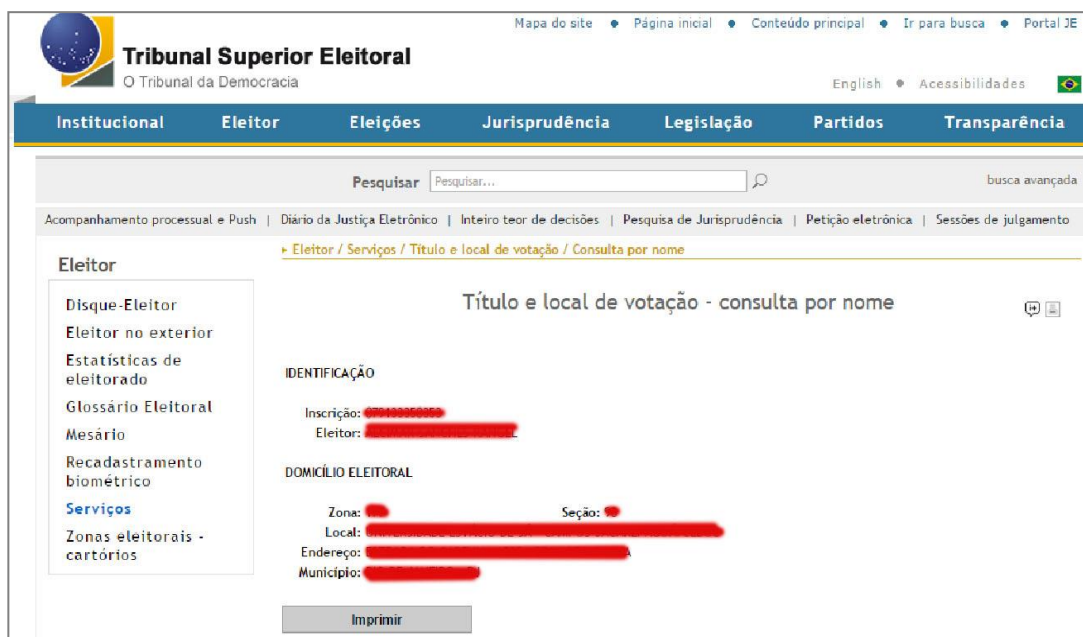 Mapa do site • Página inicial • Conteúdo principal • Ir para busca • Portal JE
Tribunal Superior Eleitoral
O Tribunal da Democracia
English • Acessibilidades
Institucional Eleitor Eleições Jurisprudência Legislação Partidos Transparência
Pesquisar Pesquisar... busca avançada
Acompanhamento processual e Push | Diário da Justiça Eletrônico | Inteiro teor de decisões | Pesquisa de Jurisprudência | Petição eletrônica | Sessões de julgamento
Eleitor / Serviços / Título e local de votação / Consulta por nome
Eleitor
Disque-Eleitor
Eleitor no exterior
Estatísticas de
eleitorado
Glossário Eleitoral
Mesário
Recadastramento
biométrico
Serviços
Zonas eleitorais -
cartórios
Título e local de votação - consulta por nome
IDENTIFICAÇÃO
Inscrição:
Eleitor:
DOMICÍLIO ELEITORAL
Zona: Seção:
Local:
Endereço:
Município:
Imprimir